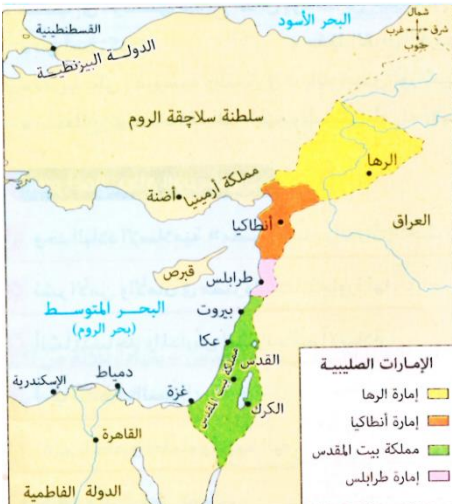 البحر الأسود
شمال
شرق
غرب
جنوب
القسطنطينية
الدولة البيزنطية
سلطنة سلاجقة الروم
الرها
مملكة أرمينيا
أضنة
أنطاكيا
العراق
قبرص
طرابلس
البحر المتوسط
(بحر الروم)
بيروت
عكا
القدس
مملكة بيت المقدس
الكرك
غزة
دمياط
الإسكندرية
القاهرة
الدولة الفاطمية
الإمارات الصليبية
إمارة الرها
إمارة أنطاكيا
مملكة بيت المقدس
إمارة طرابلس